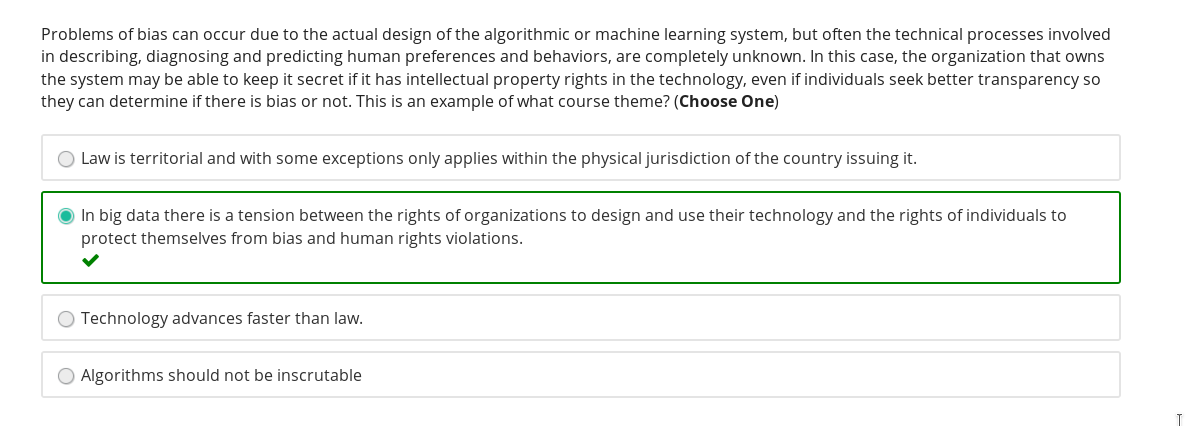 Problems of bias can occur due to the actual design of the algorithmic or machine learning system, but often the technical processes involved
in describing, diagnosing and predicting human preferences and behaviors, are completely unknown. In this case, the organization that owns
the system may be able to keep it secret if it has intellectual property rights in the technology, even if individuals seek better transparency so
they can determine if there is bias or not. This is an example of what course theme? (Choose One)
Law is territorial and with some exceptions only applies within the physical jurisdiction of the country issuing it.
In big data there is a tension between the rights of organizations to design and use their technology and the rights of individuals to
protect themselves from bias and human rights violations.
Technology advances faster than law.
Algorithms should not be inscrutable